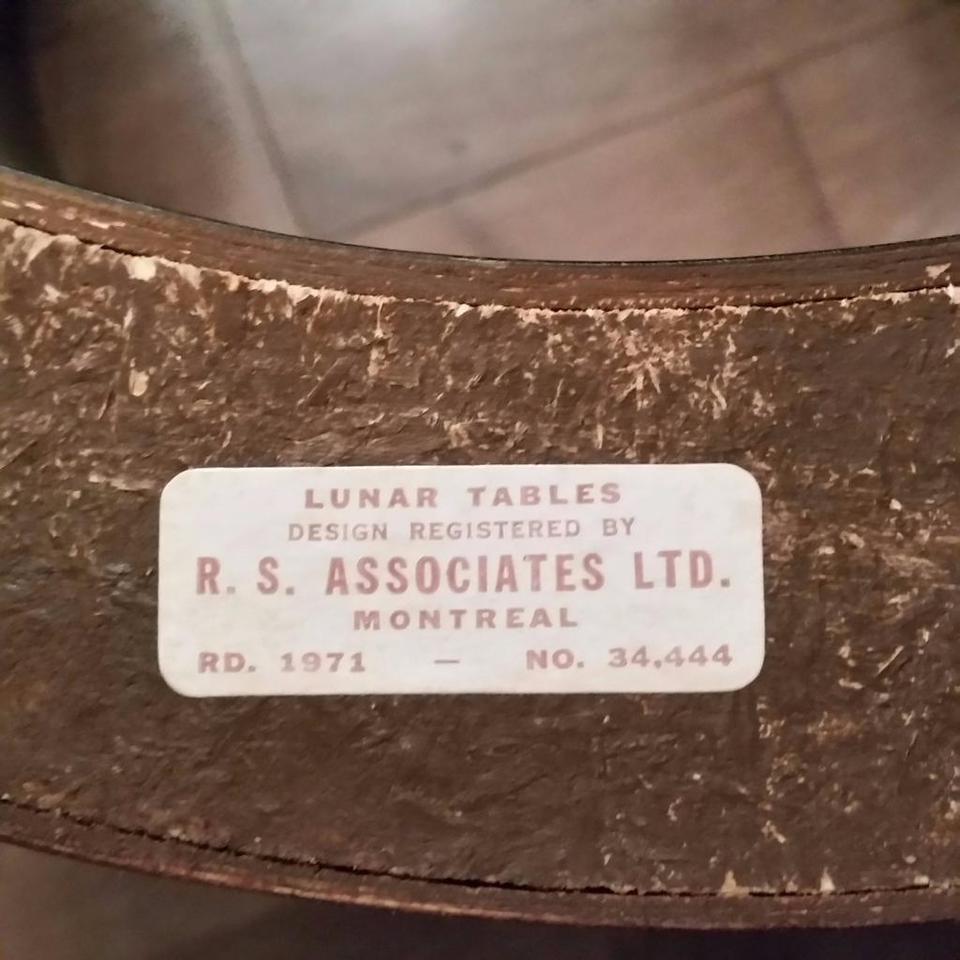 LUNAR TABLES
DESIGN REGISTERED BY
R. S. ASSOCIATES LTD.
MONTREAL
RD. 1971 — NO. 34,444